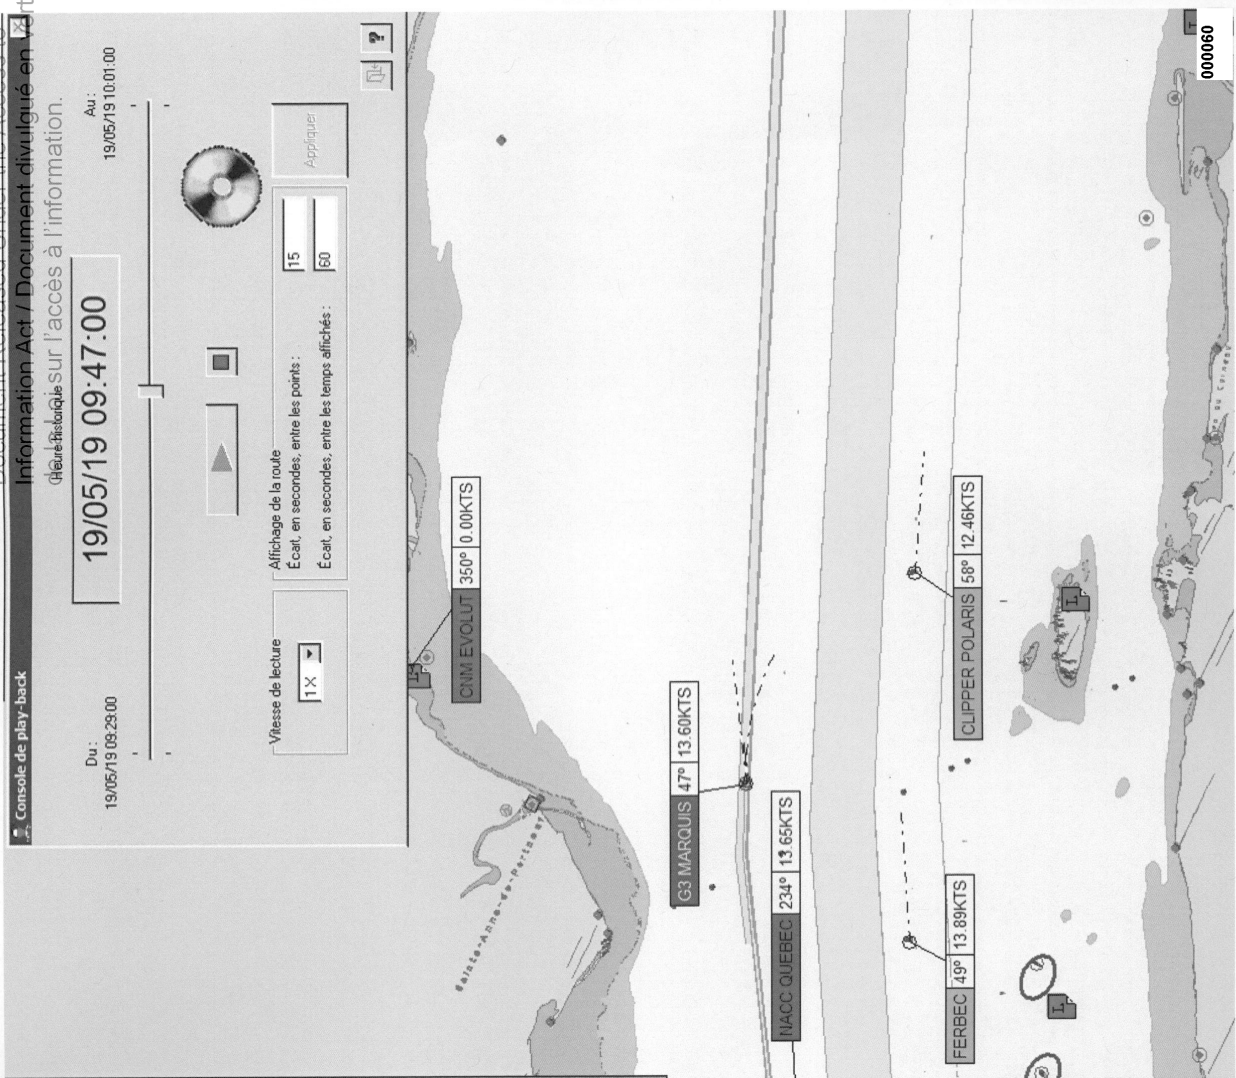 Information Act / Document divulgué en vert
de la Loi sur l'accès à l'information.
Console de play-back
Heure historique
Du :
19/05/19 09:29:00
19/05/19 09:47:00
Au :
19/05/19 10:01:00
Vitesse de lecture
1X
Affichage de la route
Écart, en secondes, entre les points :
15
Écart, en secondes, entre les temps affichés :
60
Appliquer
?
Sainte-Anne-de-Portneuf
CNM EVOLUT 350° 0.00KTS
G3 MARQUIS 47° 13.60KTS
NACC QUEBEC 234° 13.65KTS
CLIPPER POLARIS 58° 12.46KTS
FERBEC 49° 13.89KTS
L
L
L
000060